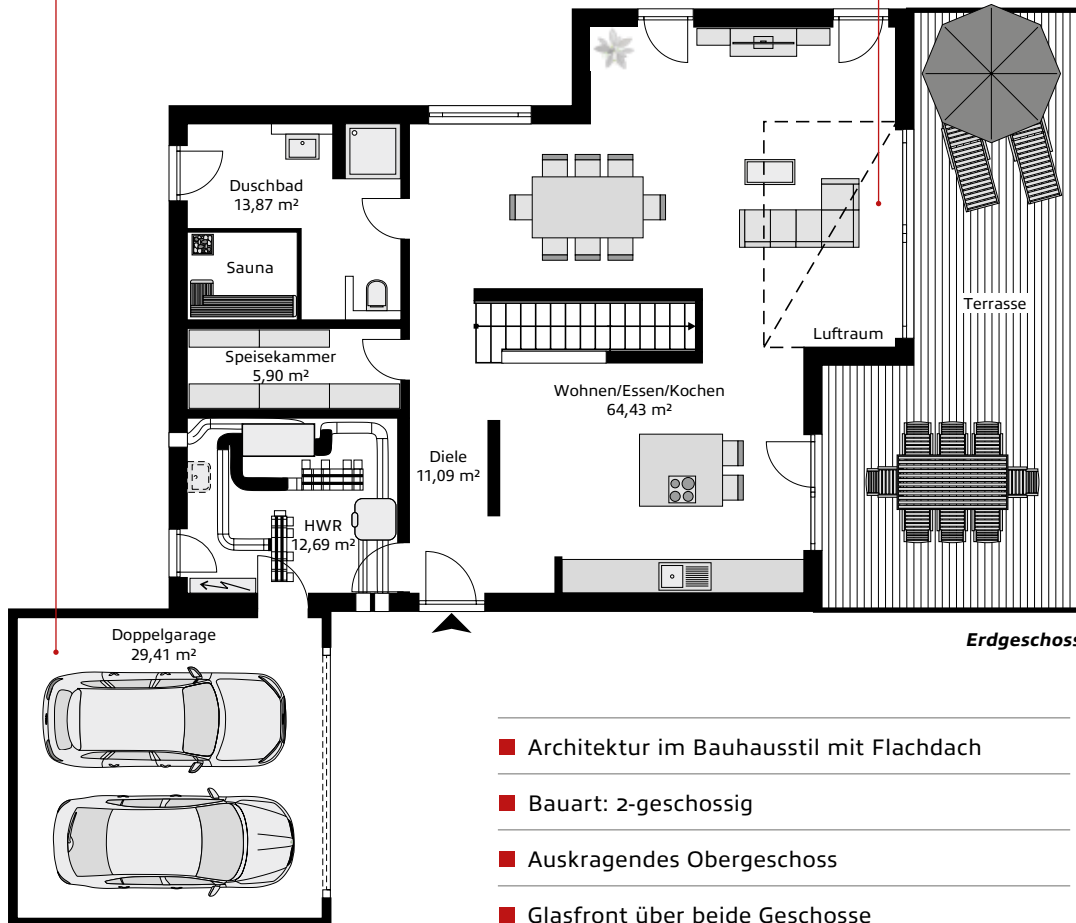 Duschbad
13,87 m²
Sauna
Speisekammer
5,90 m²
Diele
11,09 m²
HWR
12,69 m²
Wohnen/Essen/Kochen
64,43 m²
Luftraum
Terrasse
Doppelgarage
29,41 m²
Erdgeschoss
Architektur im Bauhausstil mit Flachdach
Bauart: 2-geschossig
Auskragendes Obergeschoss
Glasfront über beide Geschosse